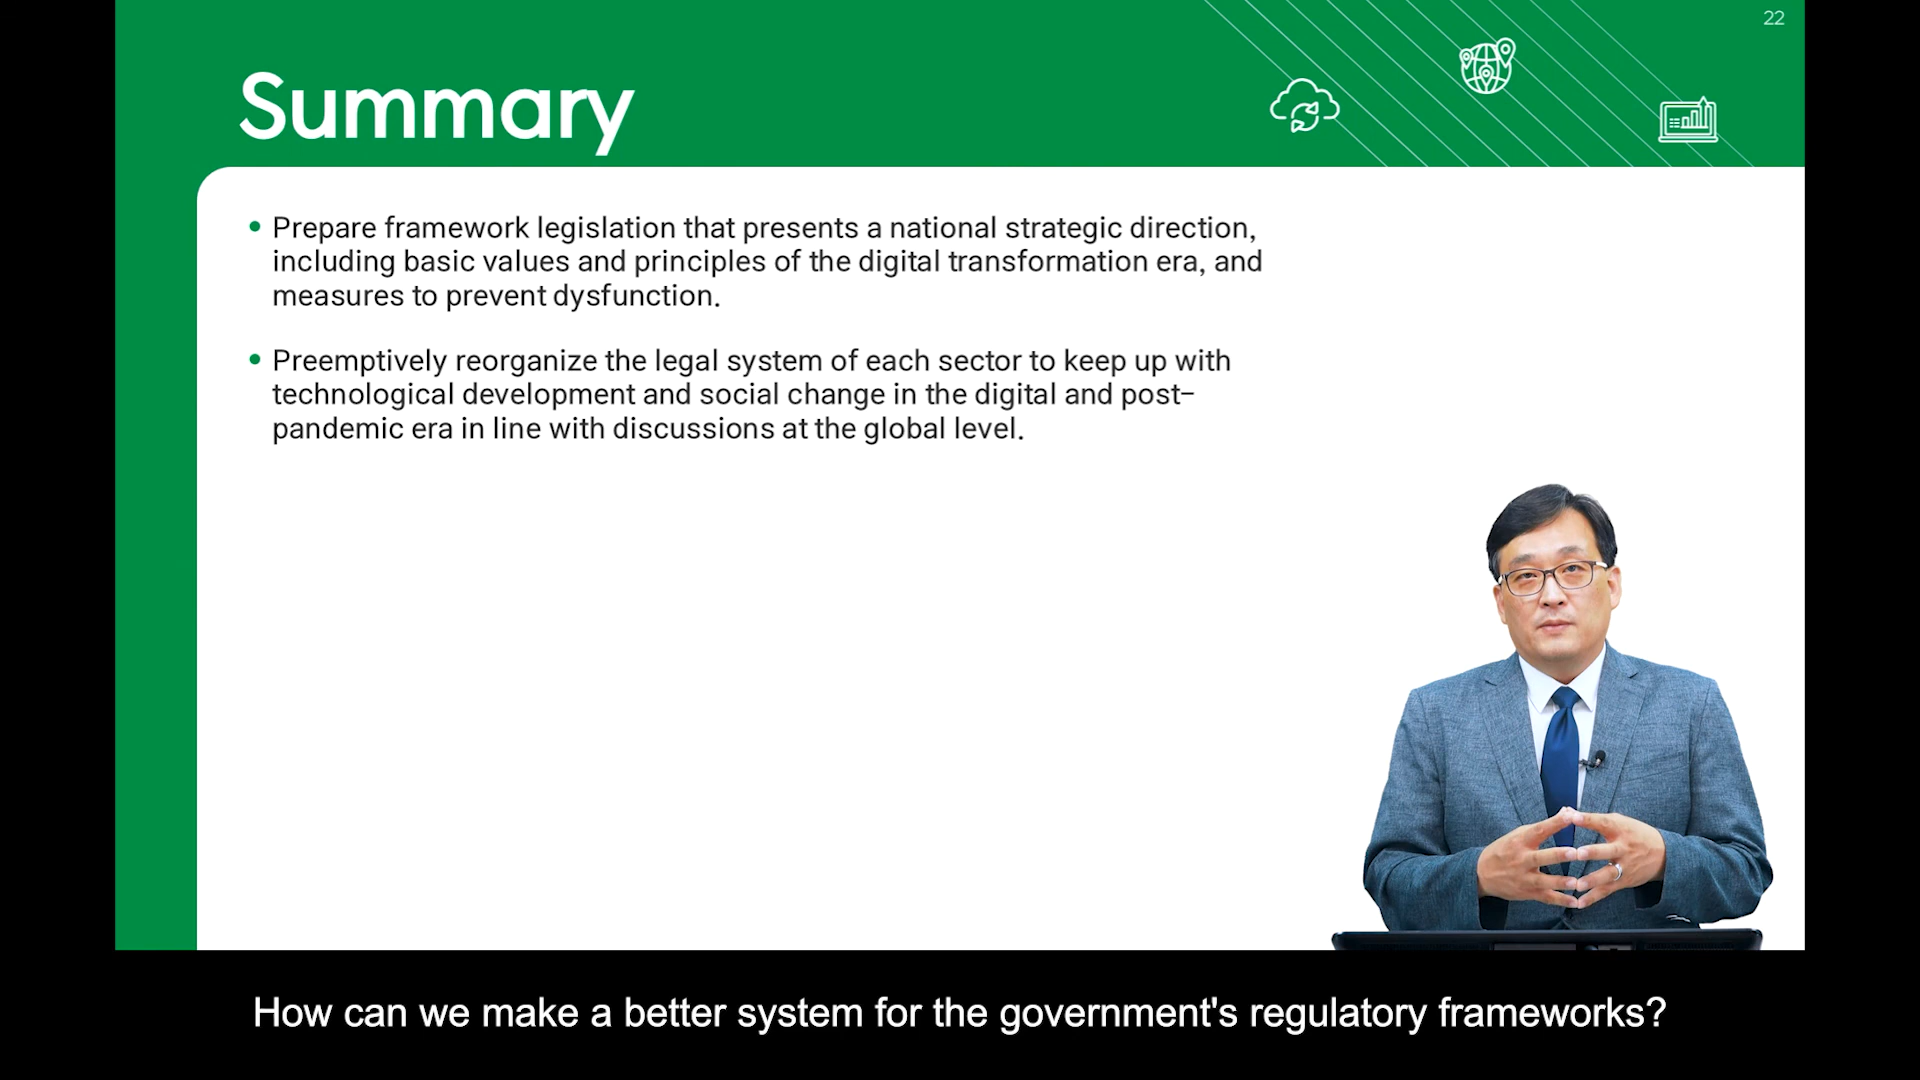 22
Summary
• Prepare framework legislation that presents a national strategic direction,
including basic values and principles of the digital transformation era, and
measures to prevent dysfunction.
• Preemptively reorganize the legal system of each sector to keep up with
technological development and social change in the digital and post-
pandemic era in line with discussions at the global level.
How can we make a better system for the government's regulatory frameworks?